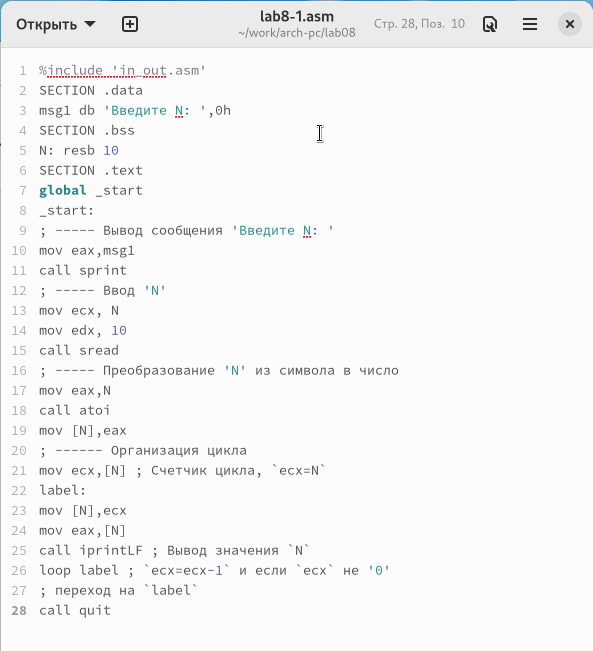 Открыть
lab8-1.asm
~/work/arch-pc/lab08
Стр. 28, Поз. 10
1 %include 'in_out.asm'
2 SECTION .data
3 msg1 db 'Введите N: ',0h
4 SECTION .bss
5 N: resb 10
6 SECTION .text
7 global _start
8 _start:
9 ; ----- Вывод сообщения 'Введите N: '
10 mov eax,msg1
11 call sprint
12 ; ----- Ввод 'N'
13 mov ecx, N
14 mov edx, 10
15 call sread
16 ; ----- Преобразование 'N' из символа в число
17 mov eax,N
18 call atoi
19 mov [N],eax
20 ; ------ Организация цикла
21 mov ecx,[N] ; Счетчик цикла, `ecx=N`
22 label:
23 mov [N],ecx
24 mov eax,[N]
25 call iprintLF ; Вывод значения `N`
26 loop label ; `ecx=ecx-1` и если `ecx` не '0'
27 ; переход на `label`
28 call quit